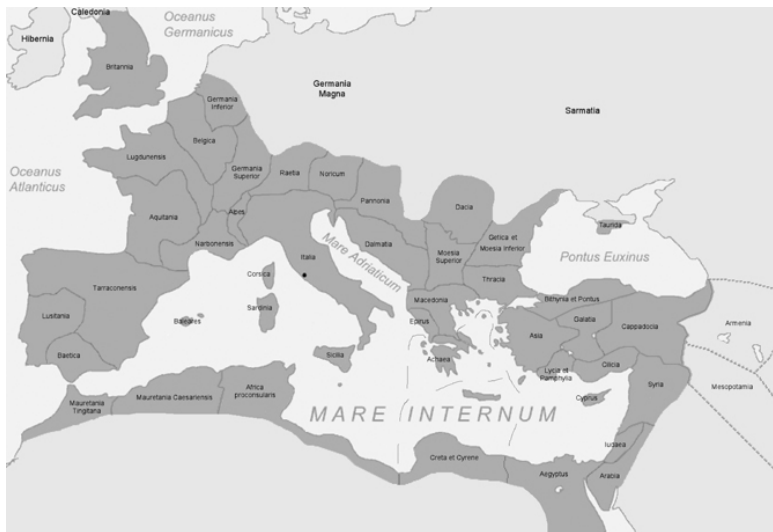 Caledonia
Oceanus
Germanicus
Hibernia
Britannia
Germania
Magna
Sarmatia
Germania
Inferior
Belgica
Lugdunensis
Oceanus
Atlanticus
Germania
Superior
Raetia
Noricum
Pannonia
Dacia
Aquitania
Alpes
Narbonensis
Italia
Mare Adriaticum
Dalmatia
Moesia
Superior
Getica et
Moesia Inferior
Taurida
Pontus Euxinus
Thracia
Corsica
Tarraconensis
Sardinia
Macedonia
Bithynia et Pontus
Lusitania
Baleares
Epirus
Asia
Galatia
Cappadocia
Armenia
Baetica
Sicilia
Achaea
Lycia et
Pamphylia
Cilicia
Syria
Mesopotamia
Mauretania
Tingitana
Mauretania Caesariensis
Africa
proconsularis
MARE INTERNUM
Cyprus
Iudaea
Creta et Cyrene
Aegyptus
Arabia